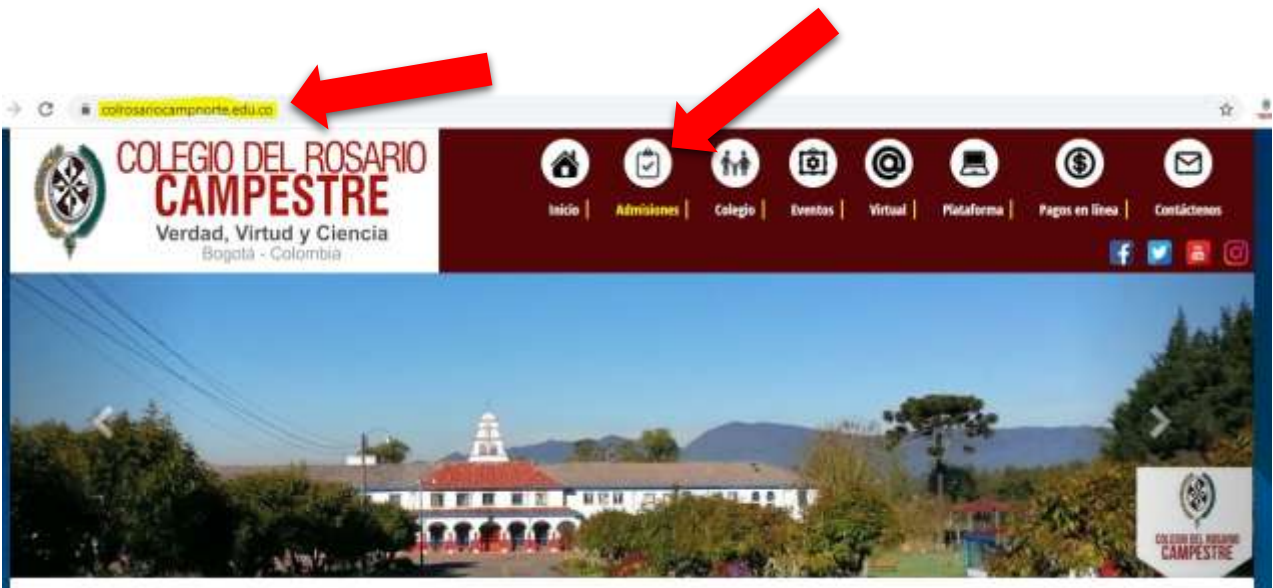 colrosariocampnorte.edu.co
COLEGIO DEL ROSARIO
CAMPESTRE
Verdad, Virtud y Ciencia
Bogotá - Colombia
Inicio | Admisiones | Colegio | Eventos | Virtual | Plataforma | Pagos en línea | Contáctenos
COLEGIO DEL ROSARIO
CAMPESTRE